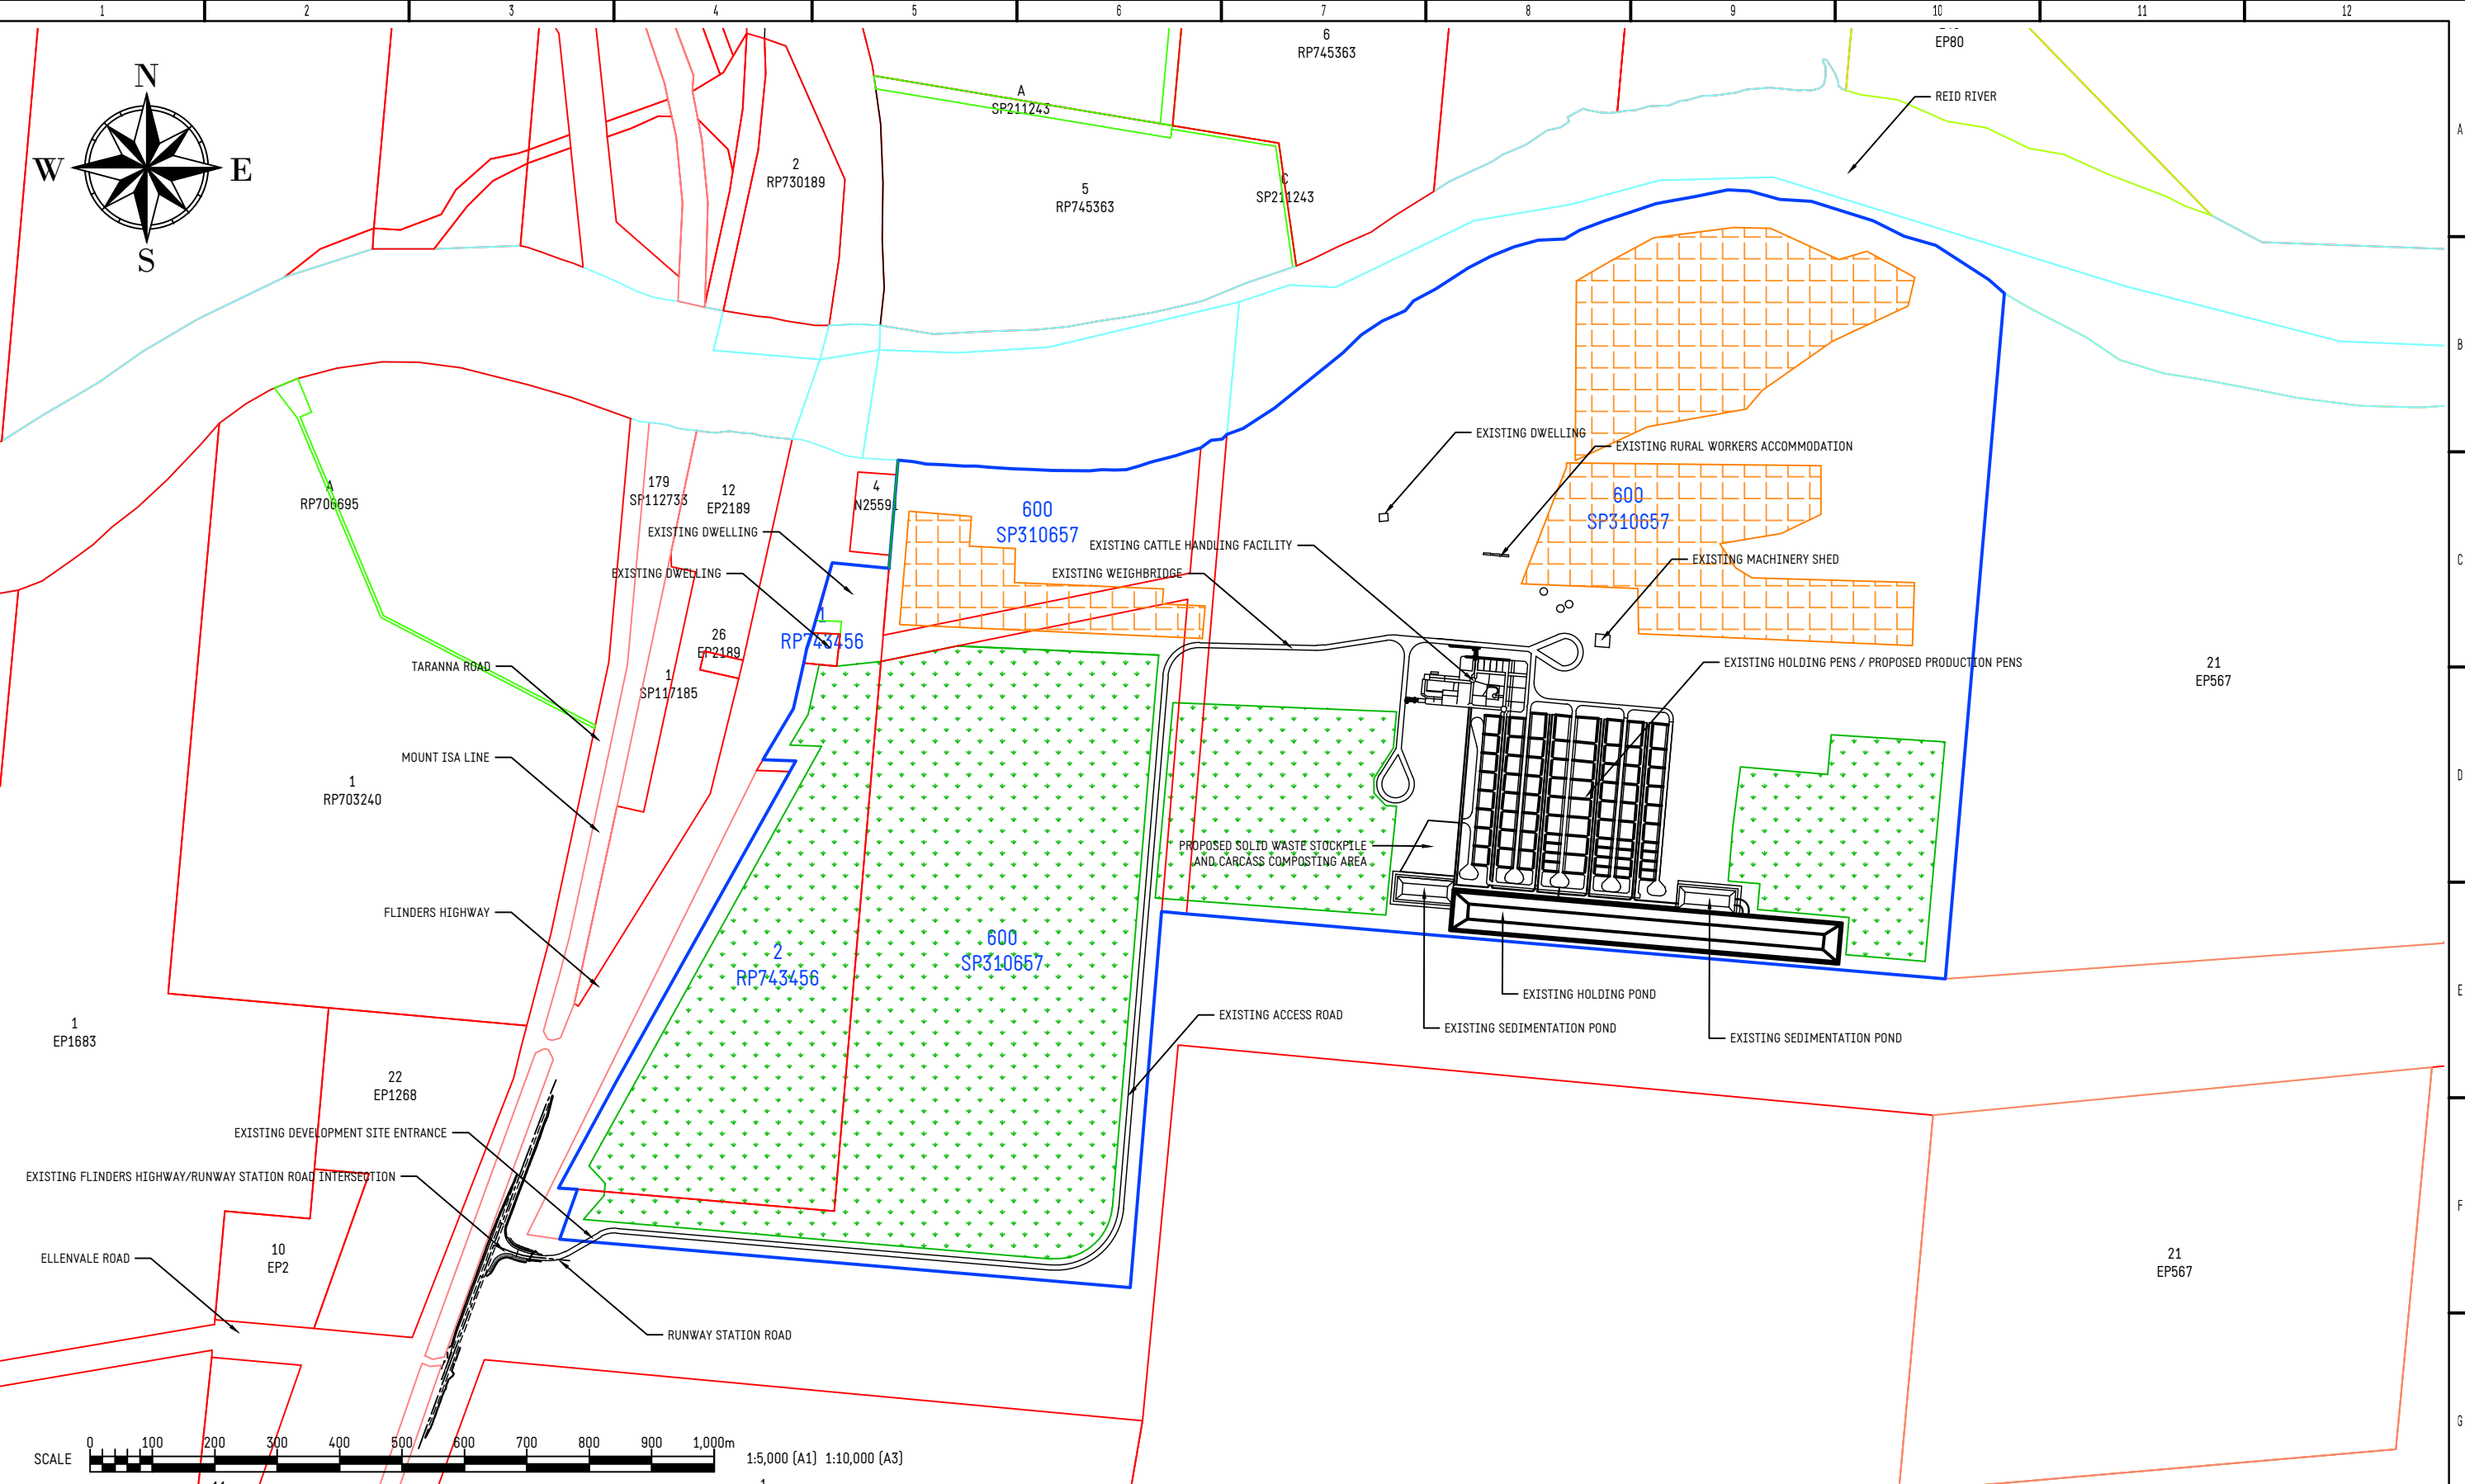 1 2 3 4 5 6 7 8 9 10 11 12
6
RP745363
EP80
REID RIVER
N
W E
S
A
SP211243
2
RP730189
5
RP745363
C
SP211243
A
B
C
D
E
F
G
EXISTING DWELLING
EXISTING RURAL WORKERS ACCOMMODATION
A
RP706695
179
SP112733
12
EP2189
4
N25591
600
SP310657
600
SP310657
EXISTING DWELLING
EXISTING CATTLE HANDLING FACILITY
EXISTING MACHINERY SHED
EXISTING DWELLING
EXISTING WEIGHBRIDGE
1
RP743456
26
EP2189
TARANNA ROAD
1
SP117185
EXISTING HOLDING PENS / PROPOSED PRODUCTION PENS
21
EP567
MOUNT ISA LINE
1
RP703240
PROPOSED SOLID WASTE STOCKPILE
AND CARCASS COMPOSTING AREA
FLINDERS HIGHWAY
2
RP743456
600
SP310657
EXISTING HOLDING POND
EXISTING ACCESS ROAD
EXISTING SEDIMENTATION POND
EXISTING SEDIMENTATION POND
1
EP1683
22
EP1268
EXISTING DEVELOPMENT SITE ENTRANCE
EXISTING FLINDERS HIGHWAY/RUNWAY STATION ROAD INTERSECTION
10
EP2
ELLENVALE ROAD
21
EP567
RUNWAY STATION ROAD
0 100 200 300 400 500 600 700 800 900 1,000m
SCALE
1:5,000 (A1) 1:10,000 (A3)